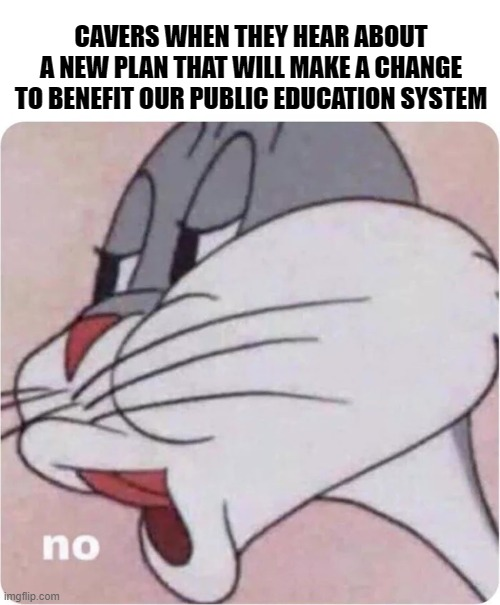 CAVERS WHEN THEY HEAR ABOUT
A NEW PLAN THAT WILL MAKE A CHANGE
TO BENEFIT OUR PUBLIC EDUCATION SYSTEM
no
imgflip.com